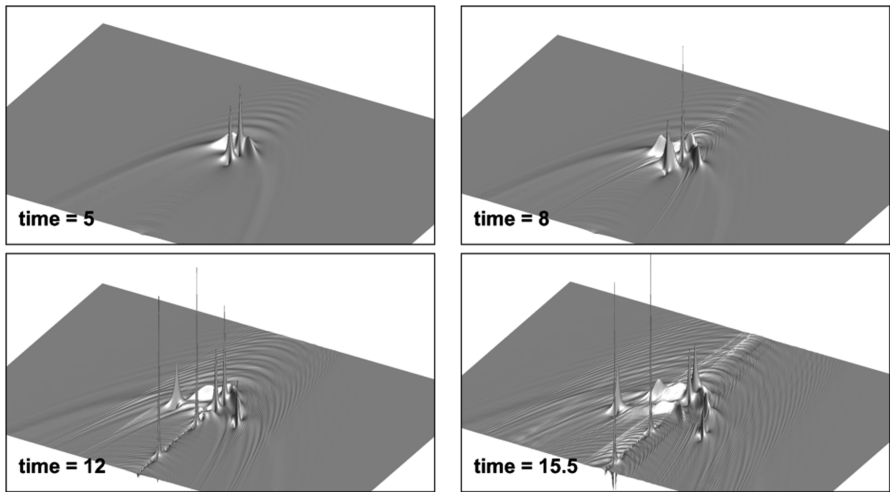 time = 5
time = 8
time = 12
time = 15.5